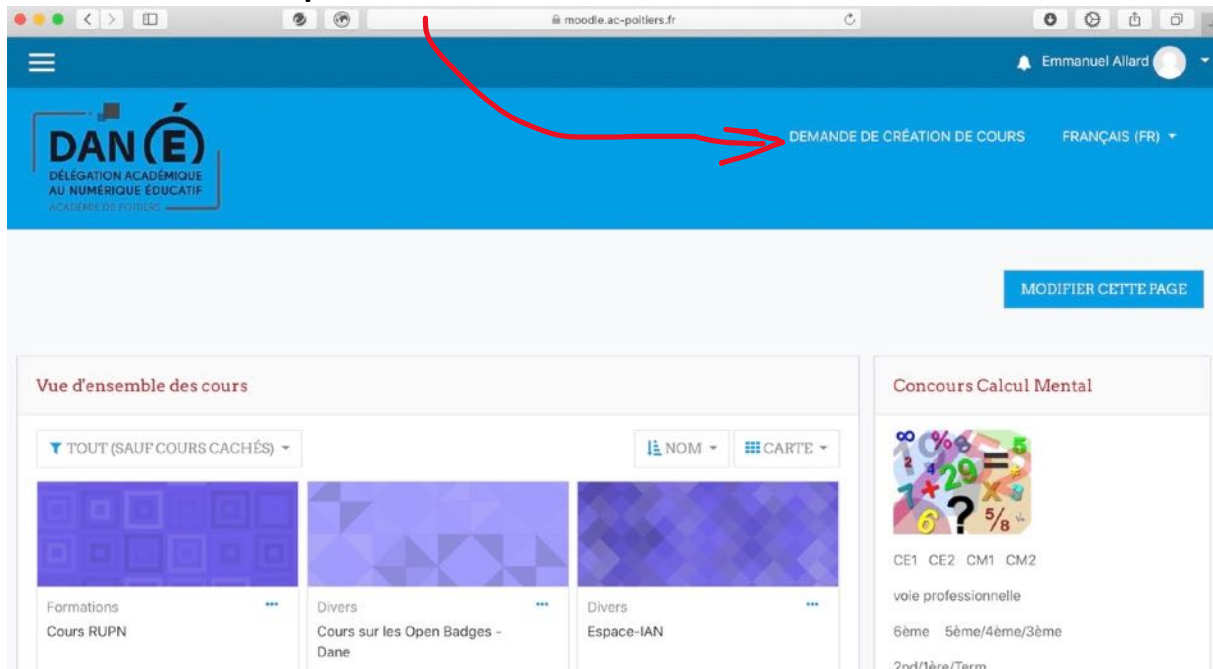 moodle.ac-poitiers.fr
Emmanuel Allard
DAN(É)
DÉLÉGATION ACADÉMIQUE
AU NUMÉRIQUE ÉDUCATIF
ACADÉMIE DE POITIERS
DEMANDE DE CRÉATION DE COURS
FRANÇAIS (FR)
MODIFIER CETTE PAGE
Vue d'ensemble des cours
TOUT (SAUF COURS CACHÉS)
NOM
CARTE
Formations
Cours RUPN
Divers
Cours sur les Open Badges -
Dane
Divers
Espace-IAN
Concours Calcul Mental
CE1 CE2 CM1 CM2
voie professionnelle
6ème 5ème/4ème/3ème
2nd/1ère/Term